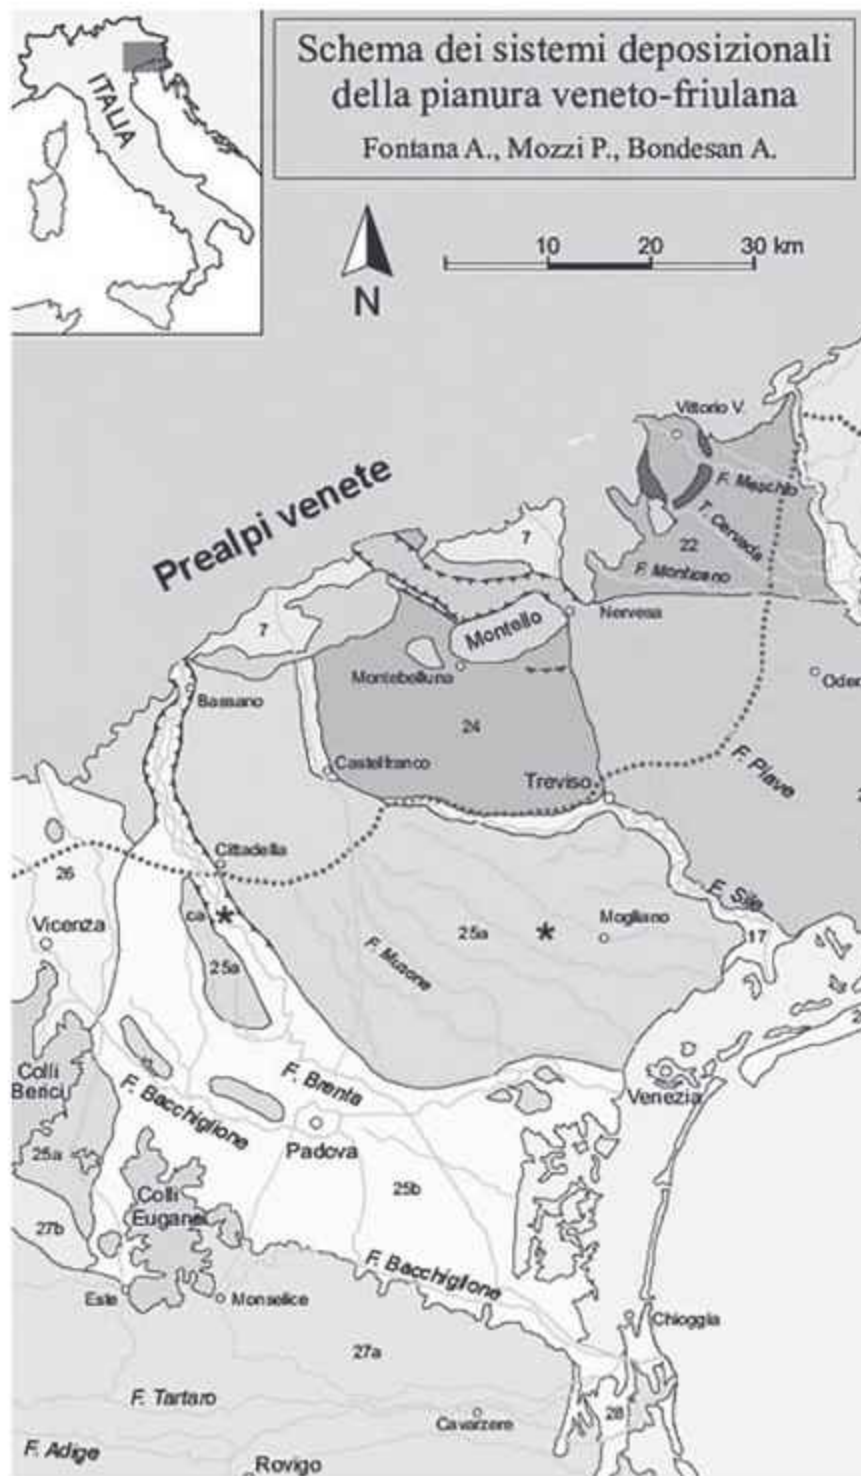 ITALIA
Schema dei sistemi deposizionali
della pianura veneto-friulana
Fontana A., Mozzi P., Bondesan A.
10 20 30 km
N
Vittorio V.
F. Meschio
T. Cervada
22
F. Monticano
Prealpi venete
7
7
Montello
Nervesa
Montebelluna
Bassano
24
Castelfranco
Treviso
F. Piave
Cittadella
26
F. Sile
ca
*
25a
*
Mogliano
17
Vicenza
25a
F. Musone
Colli
Berici
F. Brenta
Venezia
F. Bacchiglione
Padova
25a
25b
Colli
Euganei
27b
F. Bacchiglione
Este
Monselice
Chioggia
27a
F. Tartaro
Cavarzere
28
F. Adige
Rovigo